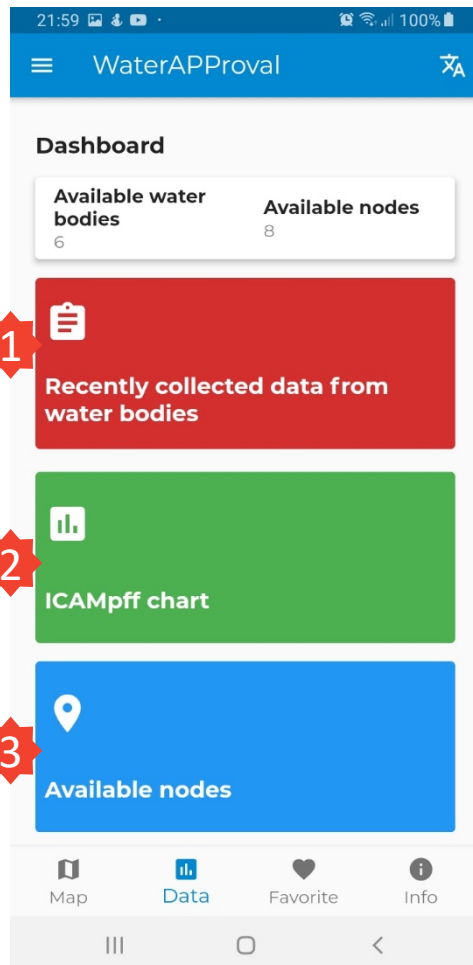 21:59 100%
WaterAPProval
Dashboard
Available water
bodies
6
Available nodes
8
1
Recently collected data from
water bodies
2
ICAMpff chart
3
Available nodes
Map Data Favorite Info